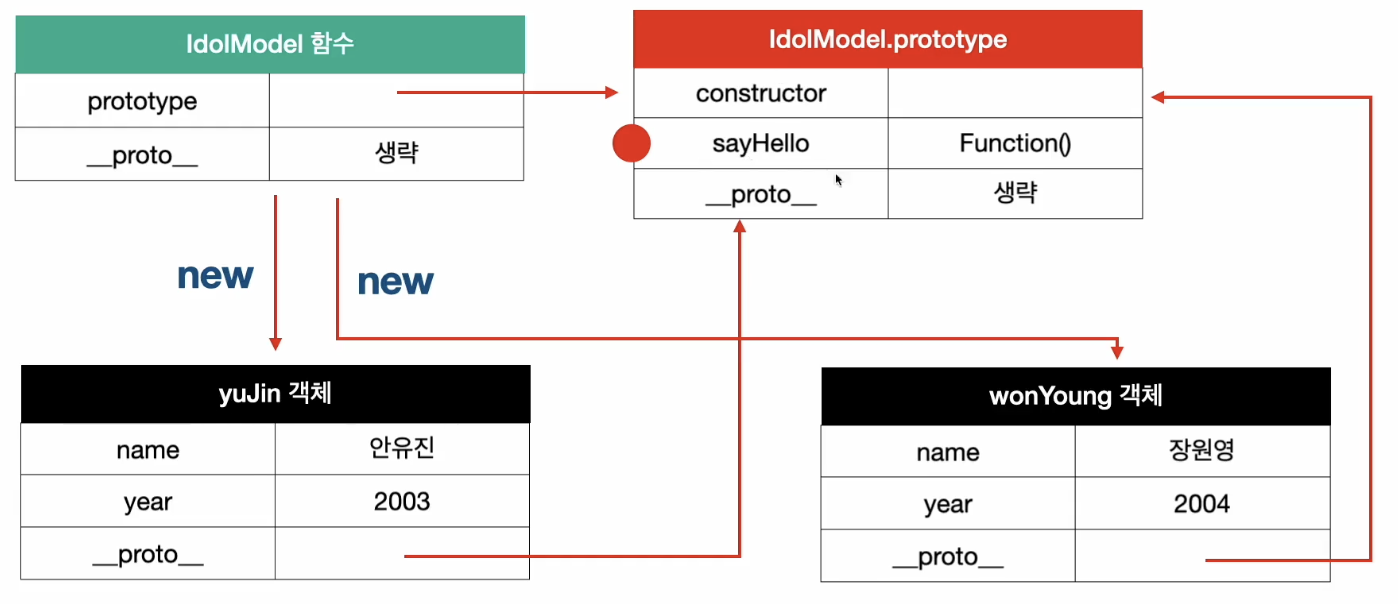 IdolModel 함수
prototype
__proto__ 생략
IdolModel.prototype
constructor
sayHello Function()
__proto__ 생략
new
new
yuJin 객체
name 안유진
year 2003
__proto__
wonYoung 객체
name 장원영
year 2004
__proto__